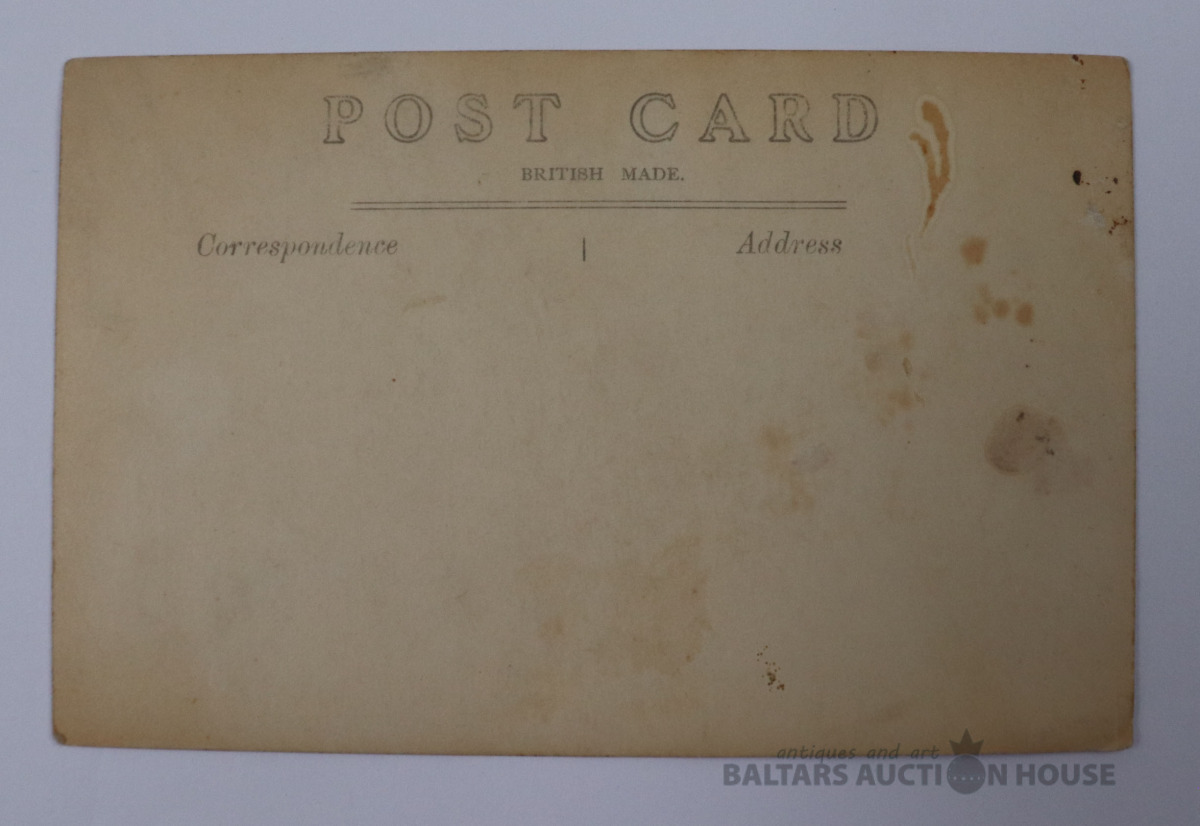 POST CARD
BRITISH MADE.
Correspondence
Address
antiques and art
BALTARS AUCTION HOUSE